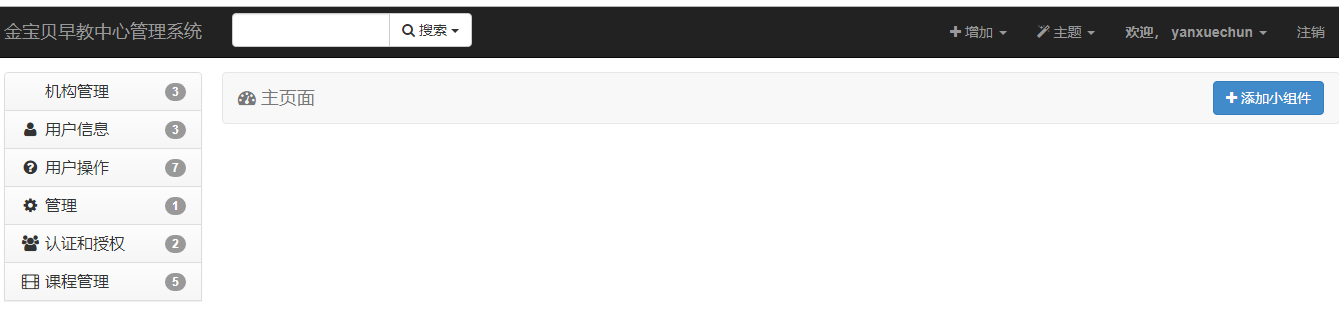 金宝贝早教中心管理系统 搜索 增加 主题 欢迎， yanxuechun 注销
机构管理 3
用户信息 3
用户操作 7
管理 1
认证和授权 2
课程管理 5
主页面 添加小组件